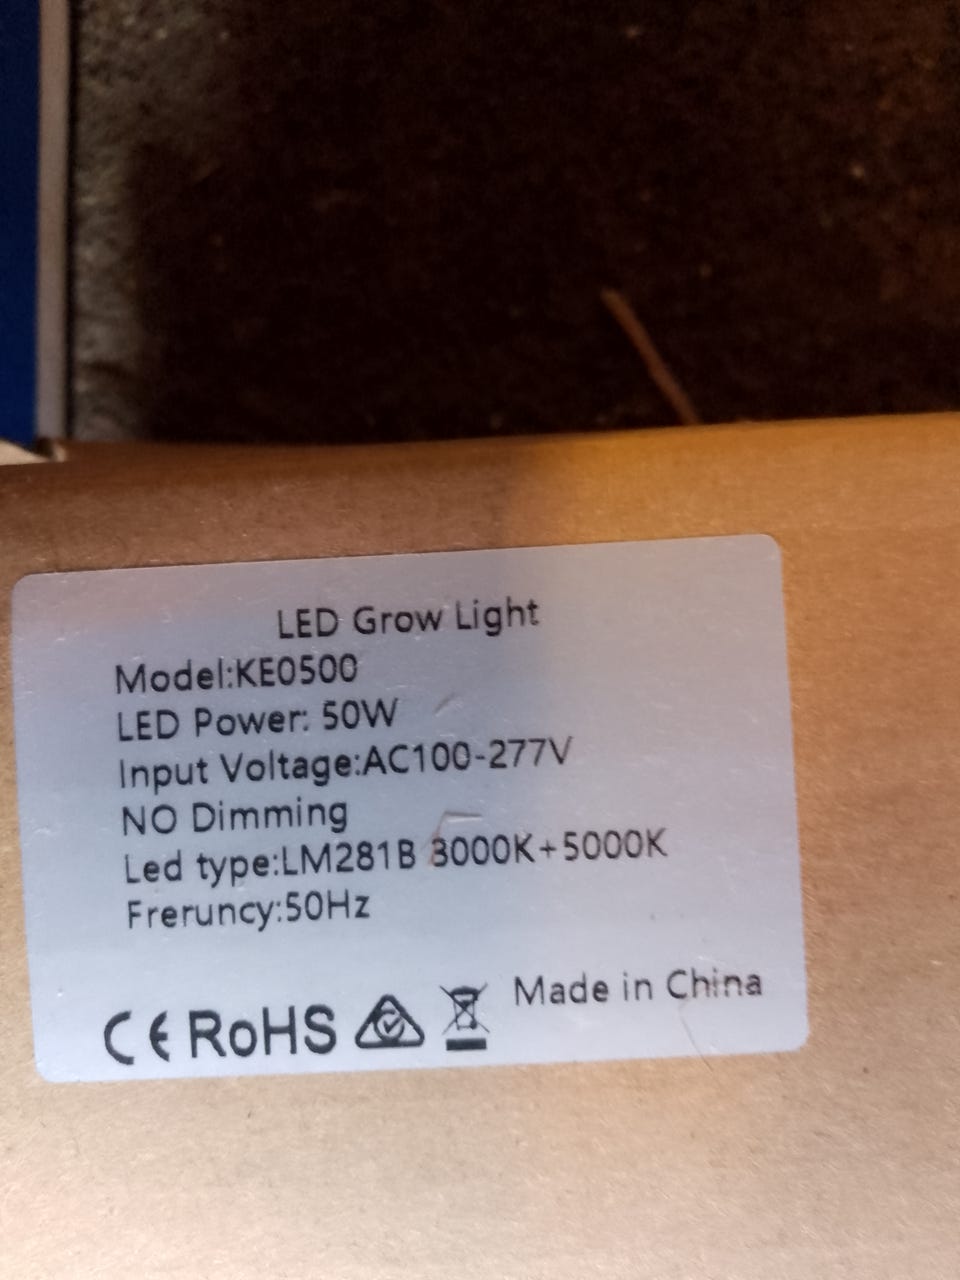 LED Grow Light
Model:KE0500
LED Power: 50W
Input Voltage:AC100-277V
NO Dimming
Led type:LM281B 3000K+5000K
Freruncy:50Hz
Made in China
CE RoHS